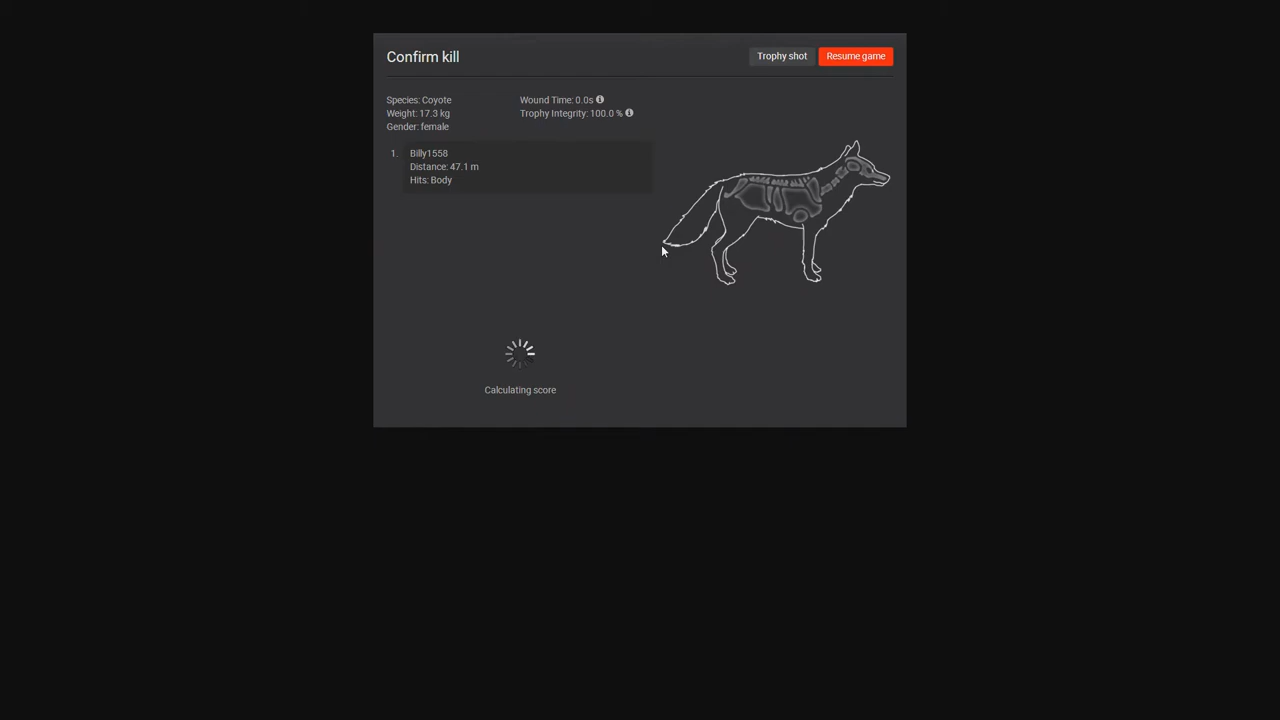 Confirm kill
Trophy shot
Resume game
Species: Coyote
Weight: 17.3 kg
Gender: female
Wound Time: 0.0s
Trophy Integrity: 100.0 %
1.
Billy1558
Distance: 47.1 m
Hits: Body
Calculating score